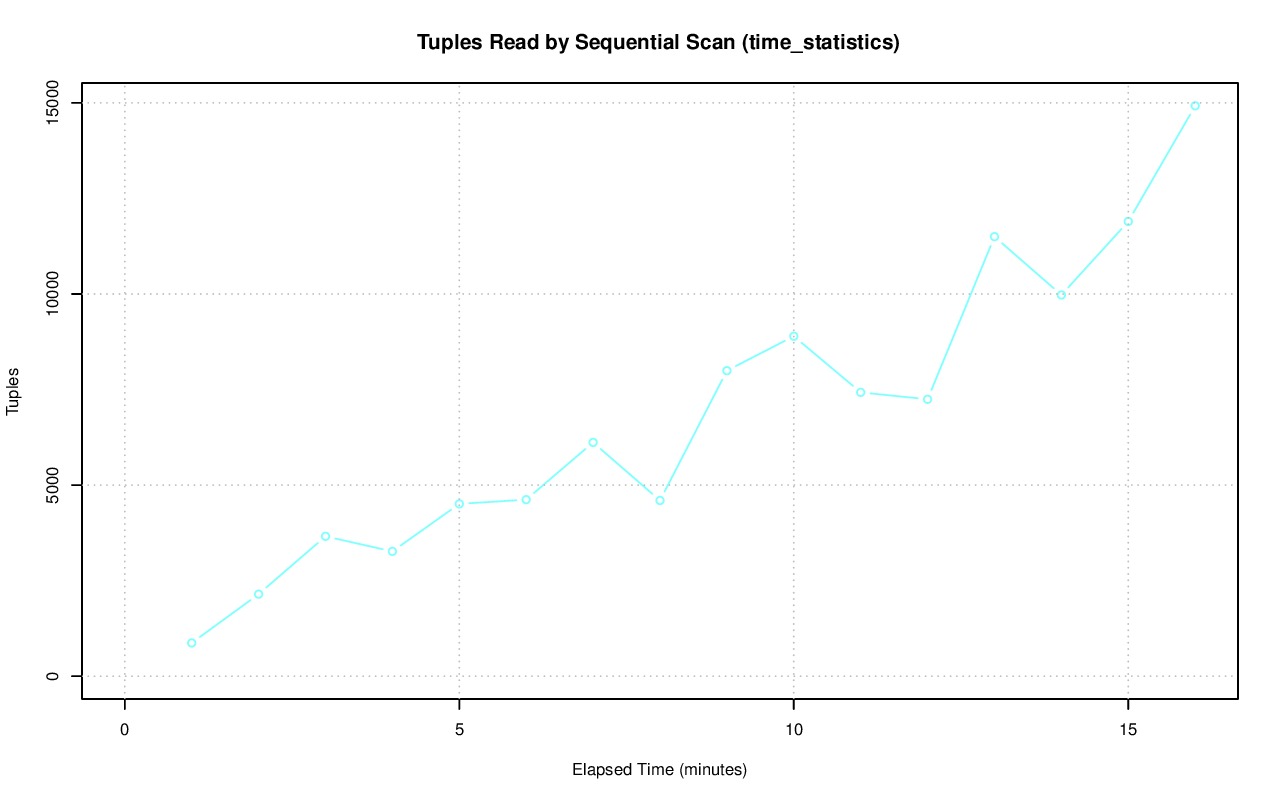 Tuples Read by Sequential Scan (time_statistics)
15000
10000
5000
0
Tuples
0 5 10 15
Elapsed Time (minutes)